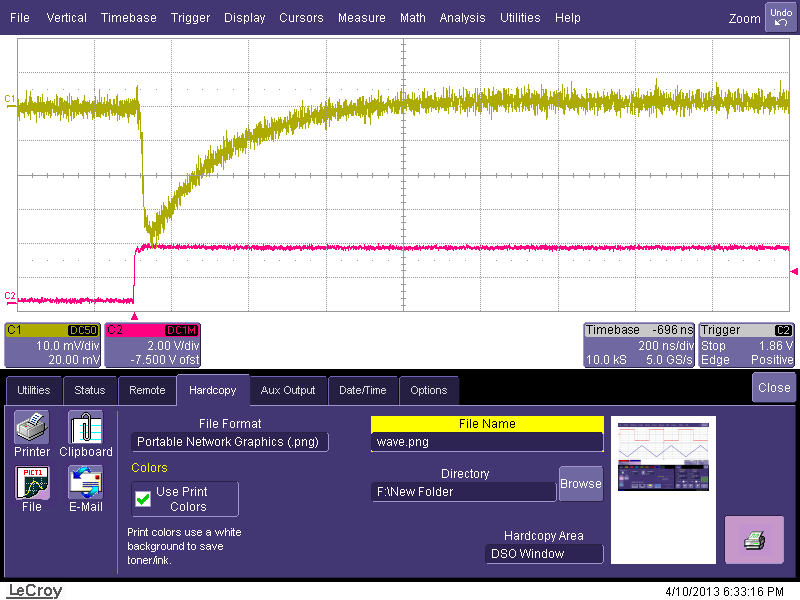 File Vertical Timebase Trigger Display Cursors Measure Math Analysis Utilities Help Zoom Undo
C1
C2
C1 DC50
10.0 mV/div
20.00 mV
C2 DC1M
2.00 V/div
-7.500 V ofst
Timebase -696 ns
200 ns/div
10.0 kS 5.0 GS/s
Trigger C2
Stop 1.86 V
Edge Positive
Utilities Status Remote Hardcopy Aux Output Date/Time Options Close
Printer
Clipboard
PICT1
File
E-Mail
File Format
Portable Network Graphics (.png)
Colors
Use Print
Colors
Print colors use a white
background to save
toner/ink.
File Name
wave.png
Directory
F:\New Folder
Browse
Hardcopy Area
DSO Window
LeCroy
4/10/2013 6:33:16 PM